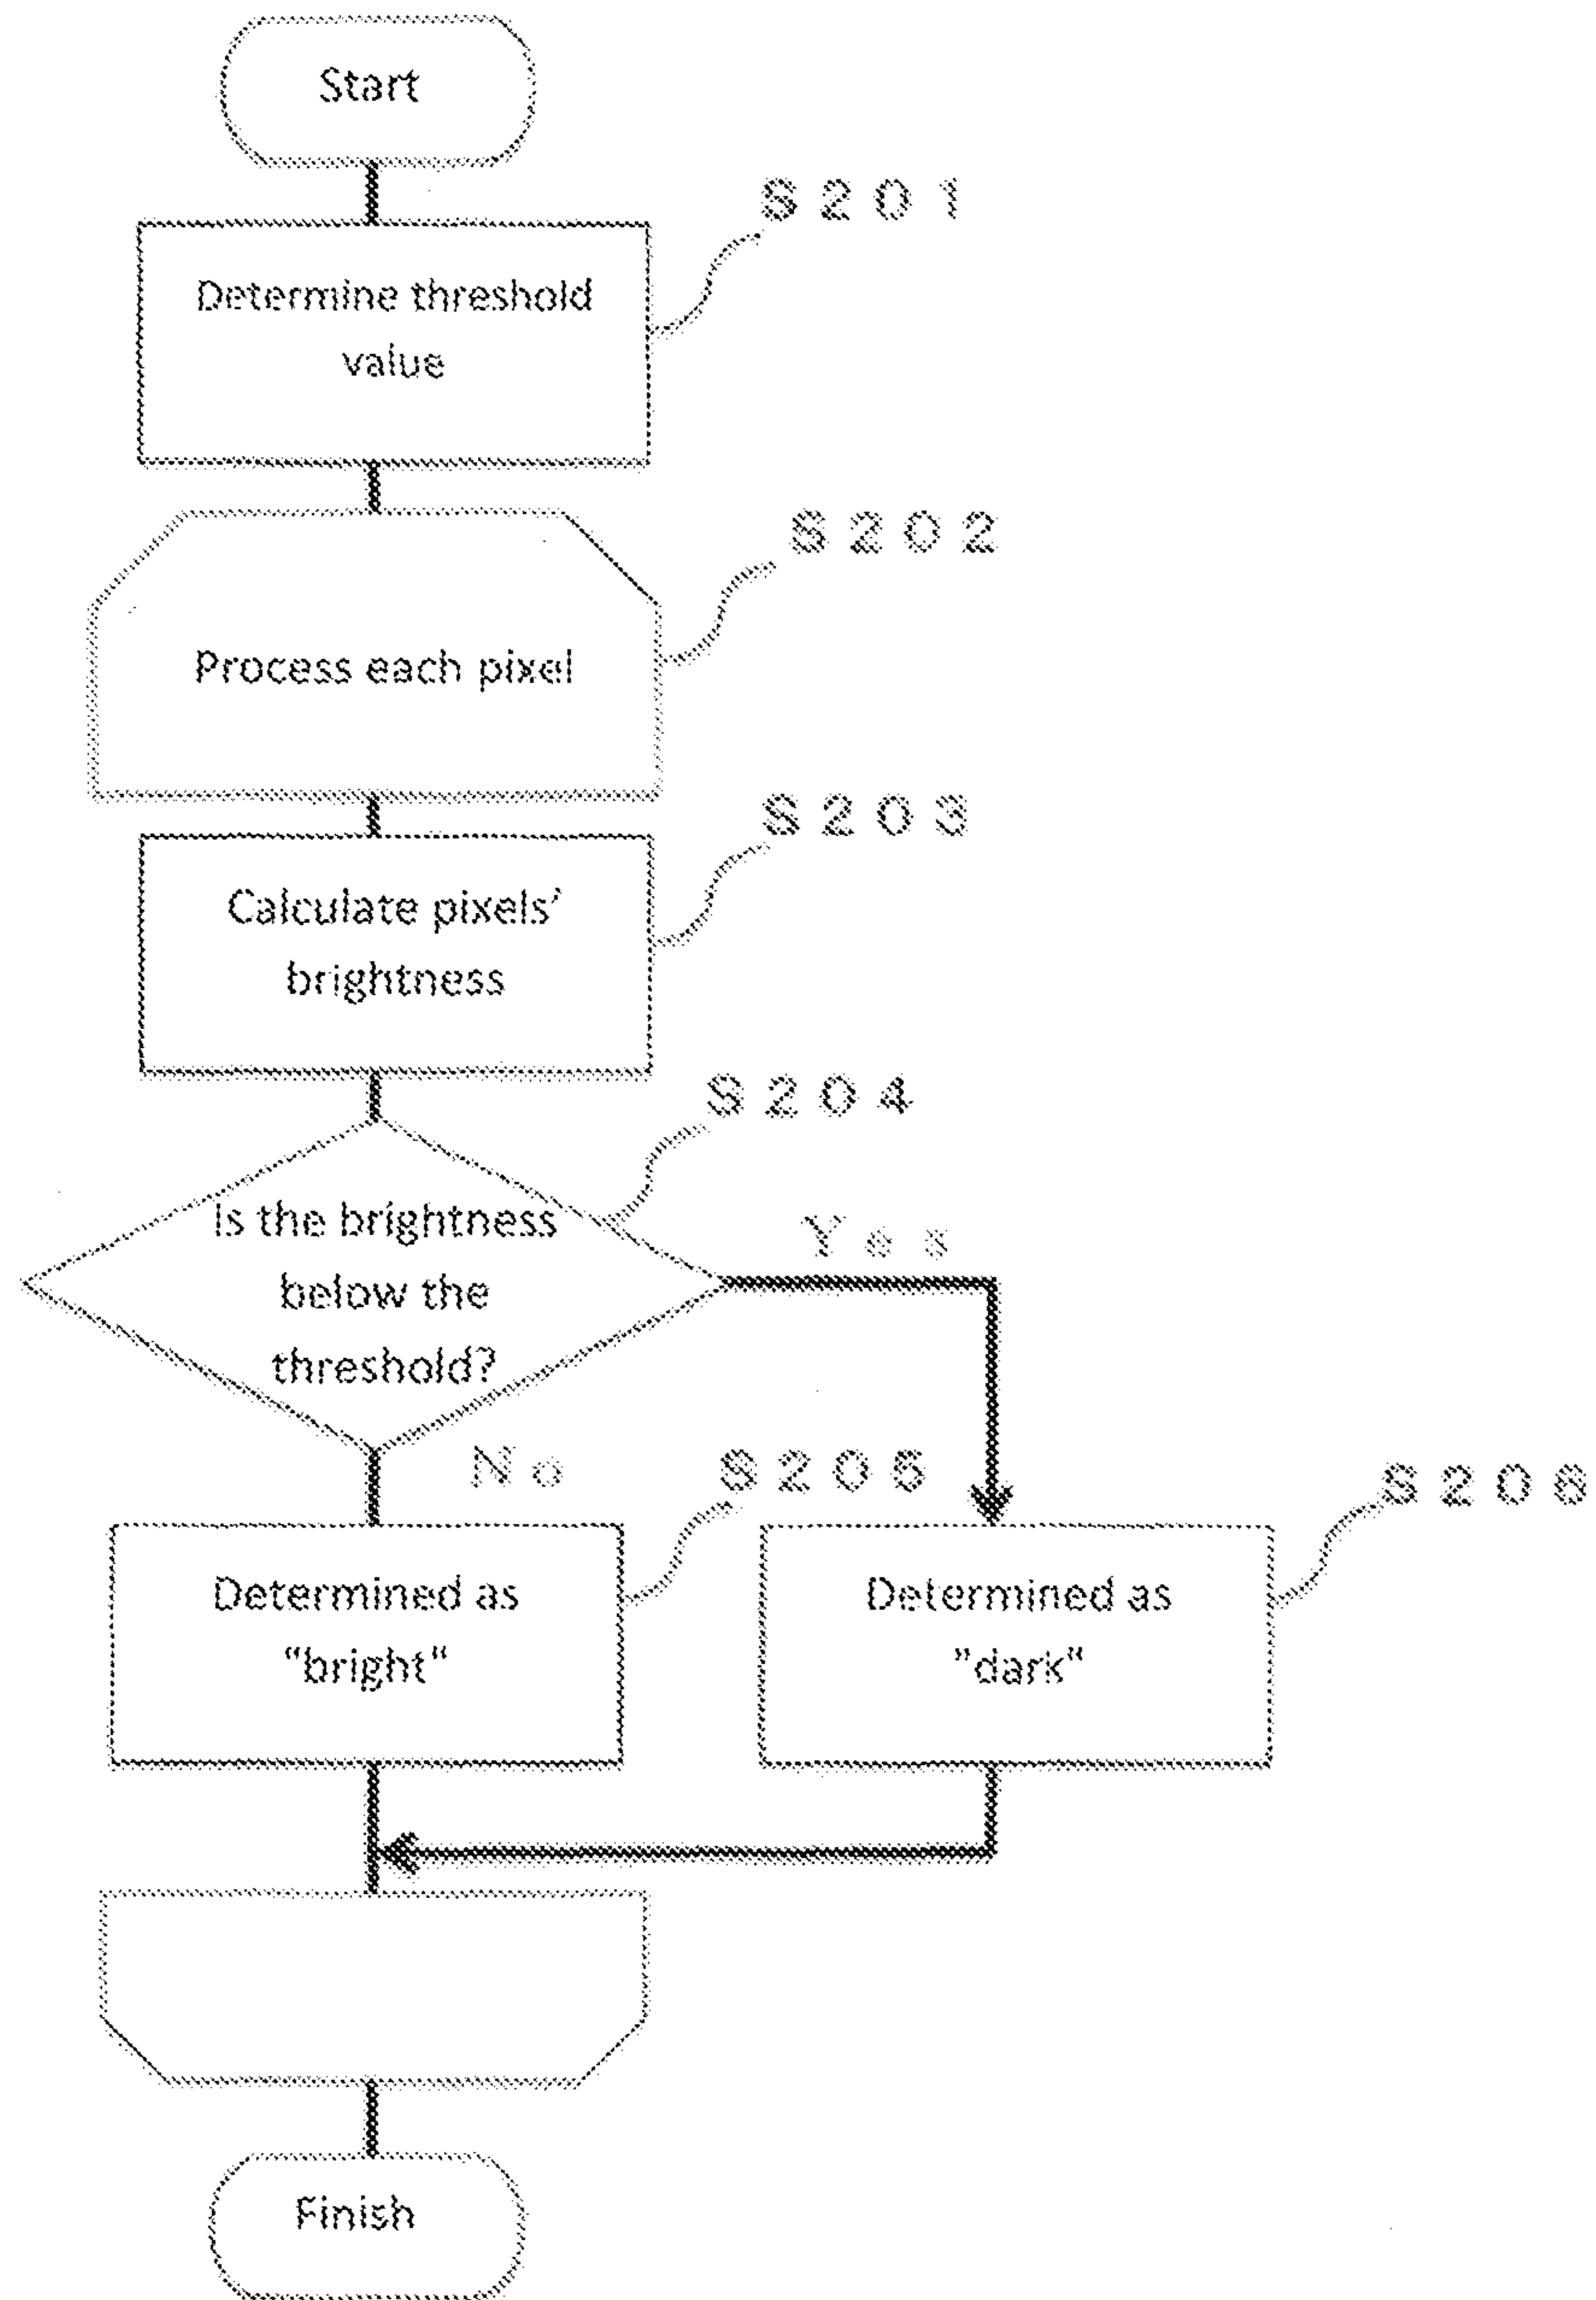 Start
S201
Determine threshold
value
S202
Process each pixel
S203
Calculate pixels’
brightness
S204
Is the brightness
below the
threshold?
Yes
No
S205
S206
Determined as
“bright“
Determined as
”dark“
Finish